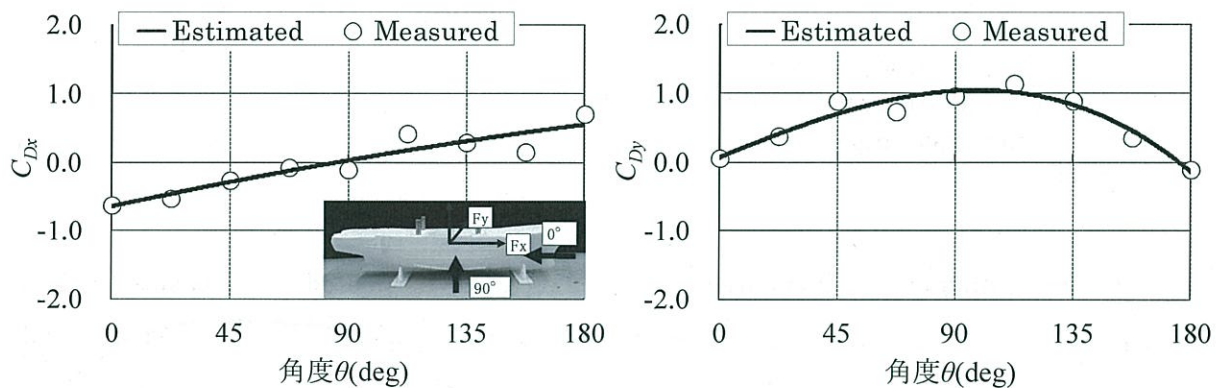 2.0
Estimated Measured
1.0
0.0
-1.0
-2.0
C_Dx
0 45 90 135 180
角度θ(deg)
Fy
Fx
0°
90°
2.0
Estimated Measured
1.0
0.0
-1.0
-2.0
C_Dy
0 45 90 135 180
角度θ(deg)